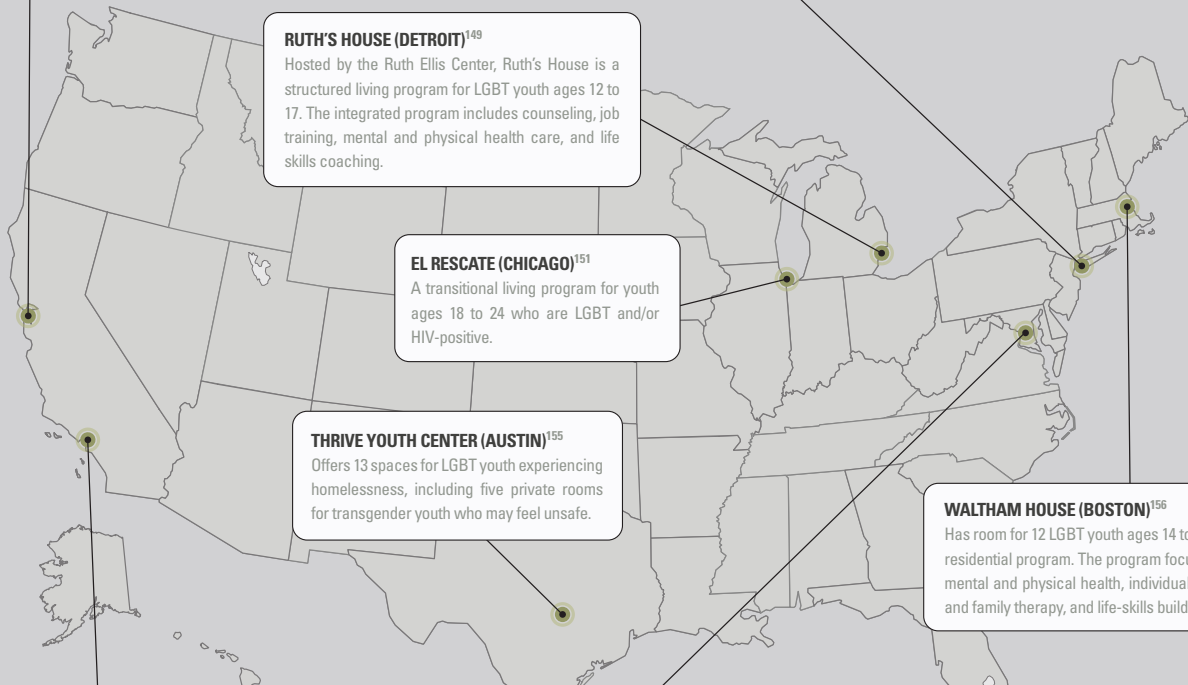 RUTH'S HOUSE (DETROIT)149
Hosted by the Ruth Ellis Center, Ruth's House is a
structured living program for LGBT youth ages 12 to
17. The integrated program includes counseling, job
training, mental and physical health care, and life
skills coaching.
EL RESCATE (CHICAGO)151
A transitional living program for youth
ages 18 to 24 who are LGBT and/or
HIV-positive.
THRIVE YOUTH CENTER (AUSTIN)155
Offers 13 spaces for LGBT youth experiencing
homelessness, including five private rooms
for transgender youth who may feel unsafe.
WALTHAM HOUSE (BOSTON)156
Has room for 12 LGBT youth ages 14 to
residential program. The program
mental and physical health,
and family therapy, and life-skills